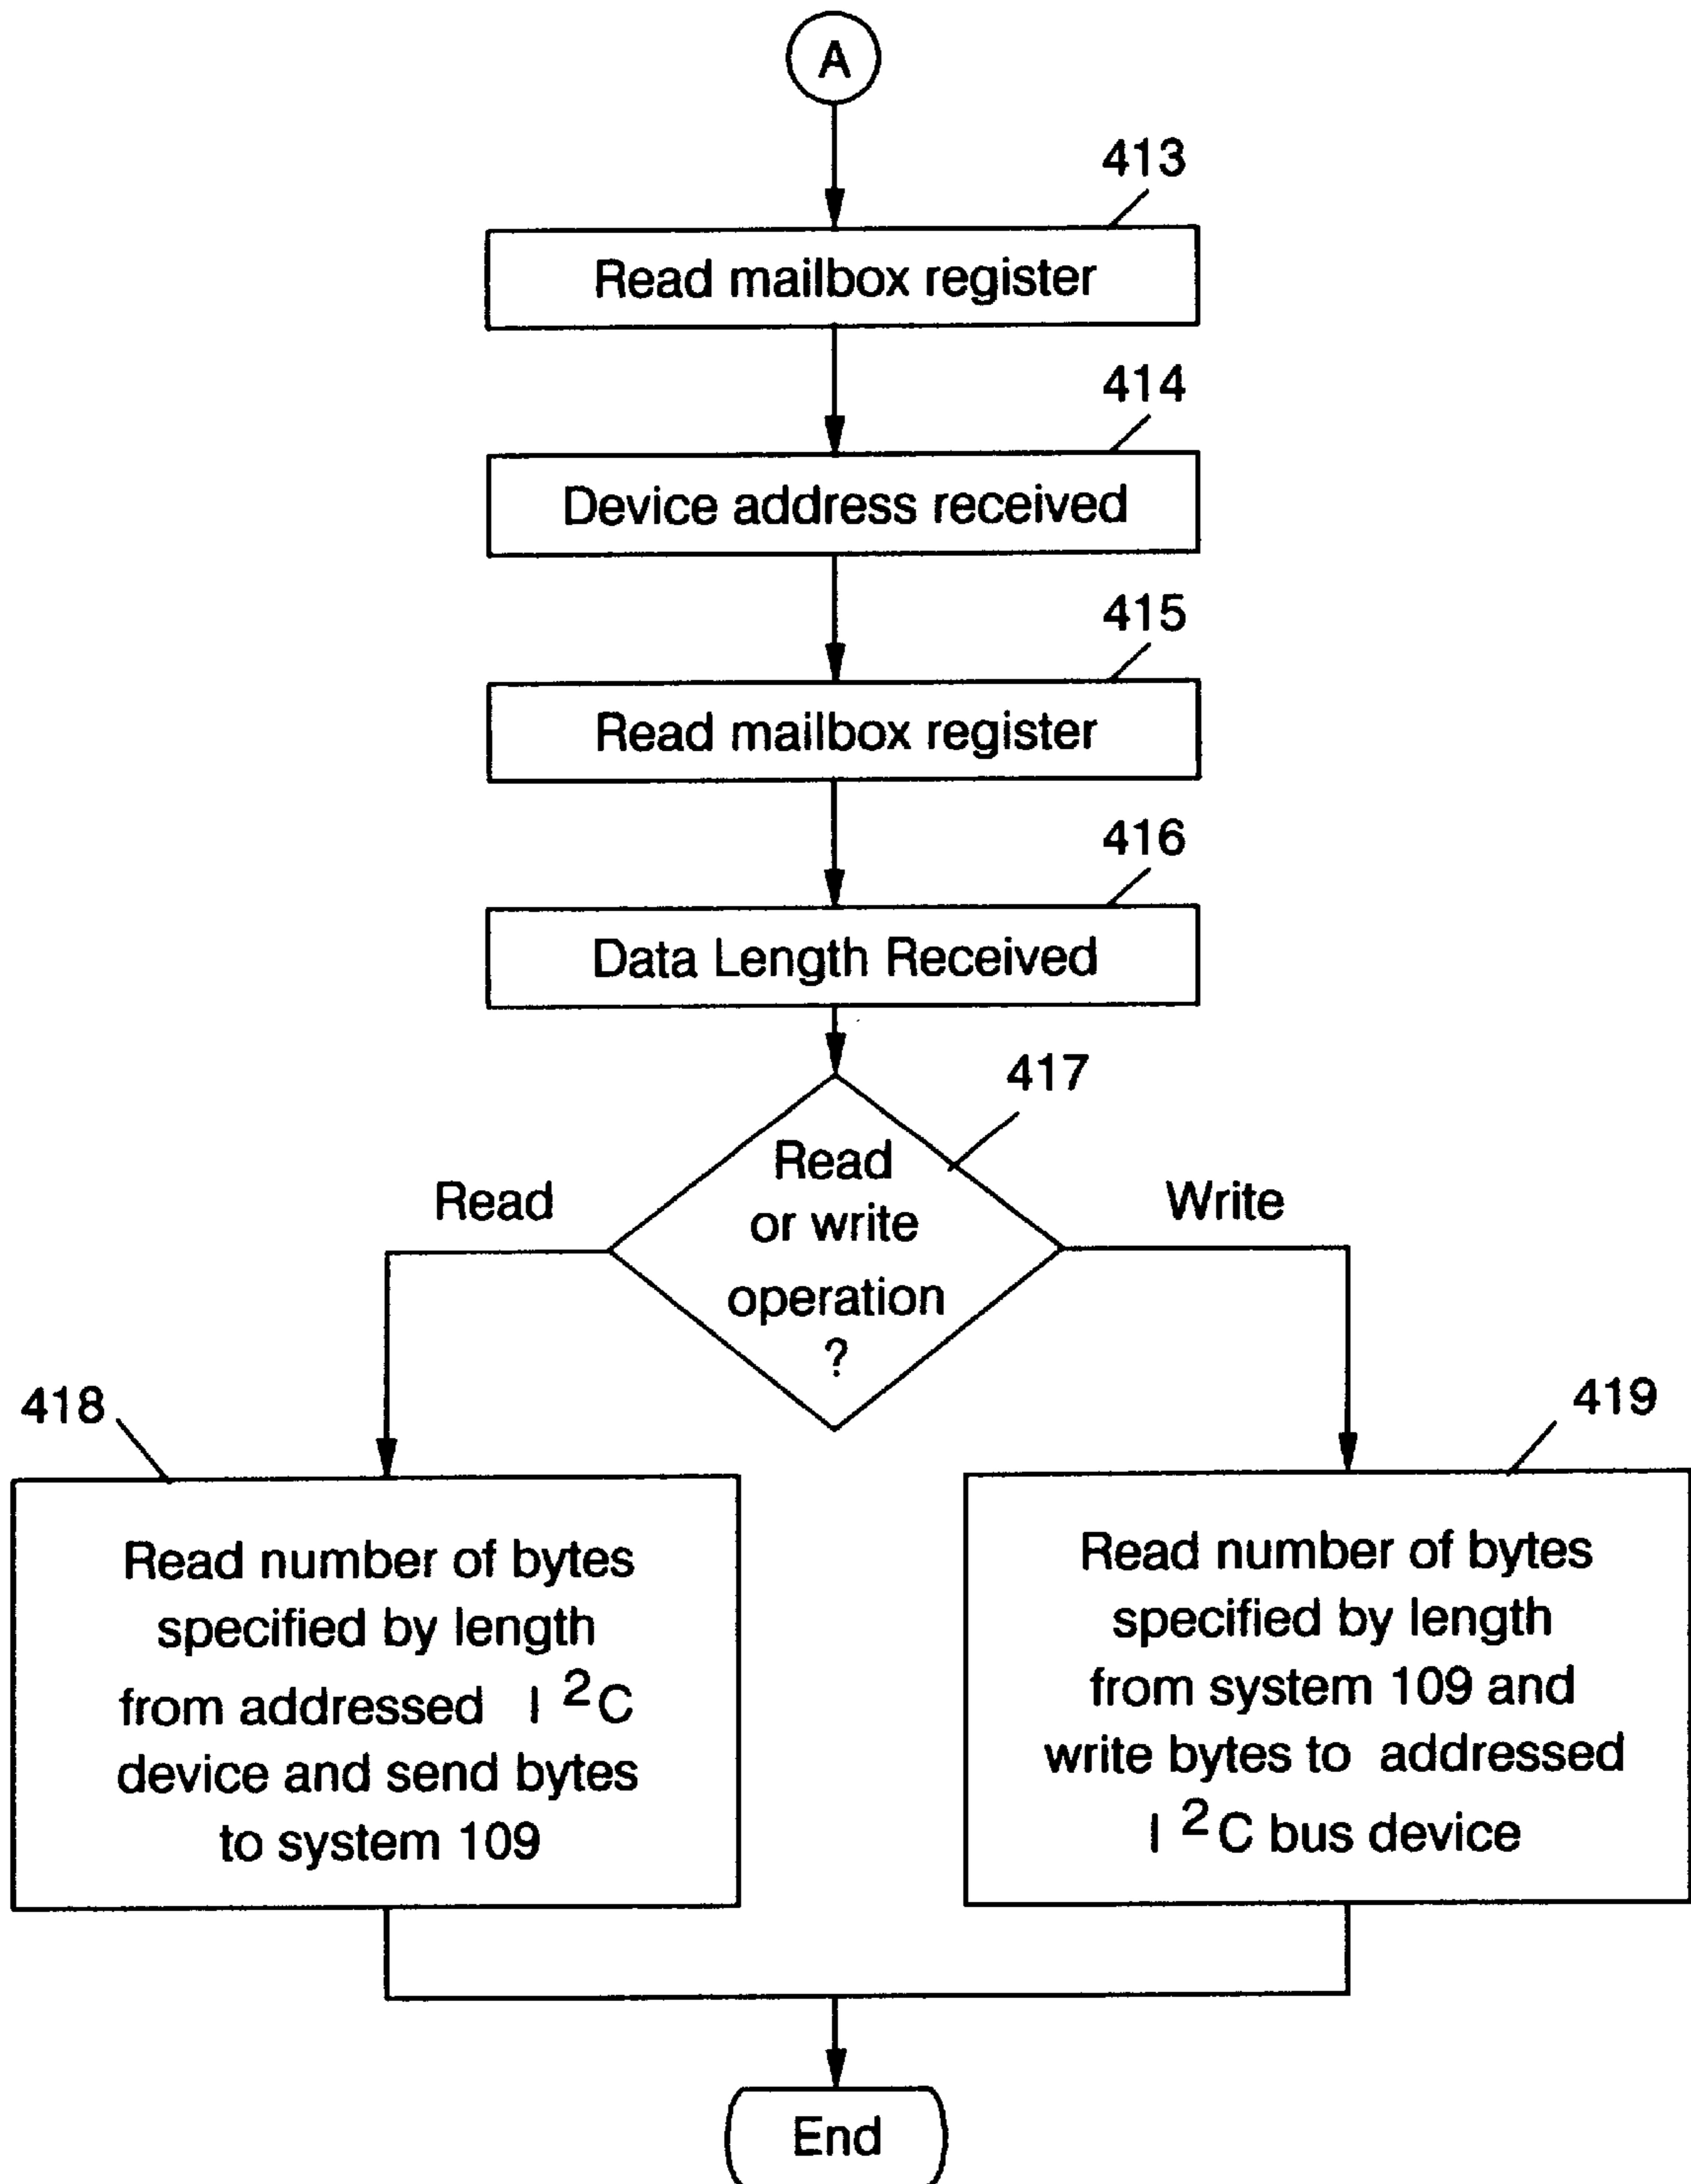 A
413
Read mailbox register
414
Device address received
415
Read mailbox register
416
Data Length Received
417
Read
or write
operation
?
Read
Write
418
Read number of bytes
specified by length
from addressed I ²C
device and send bytes
to system 109
419
Read number of bytes
specified by length
from system 109 and
write bytes to addressed
I ²C bus device
End